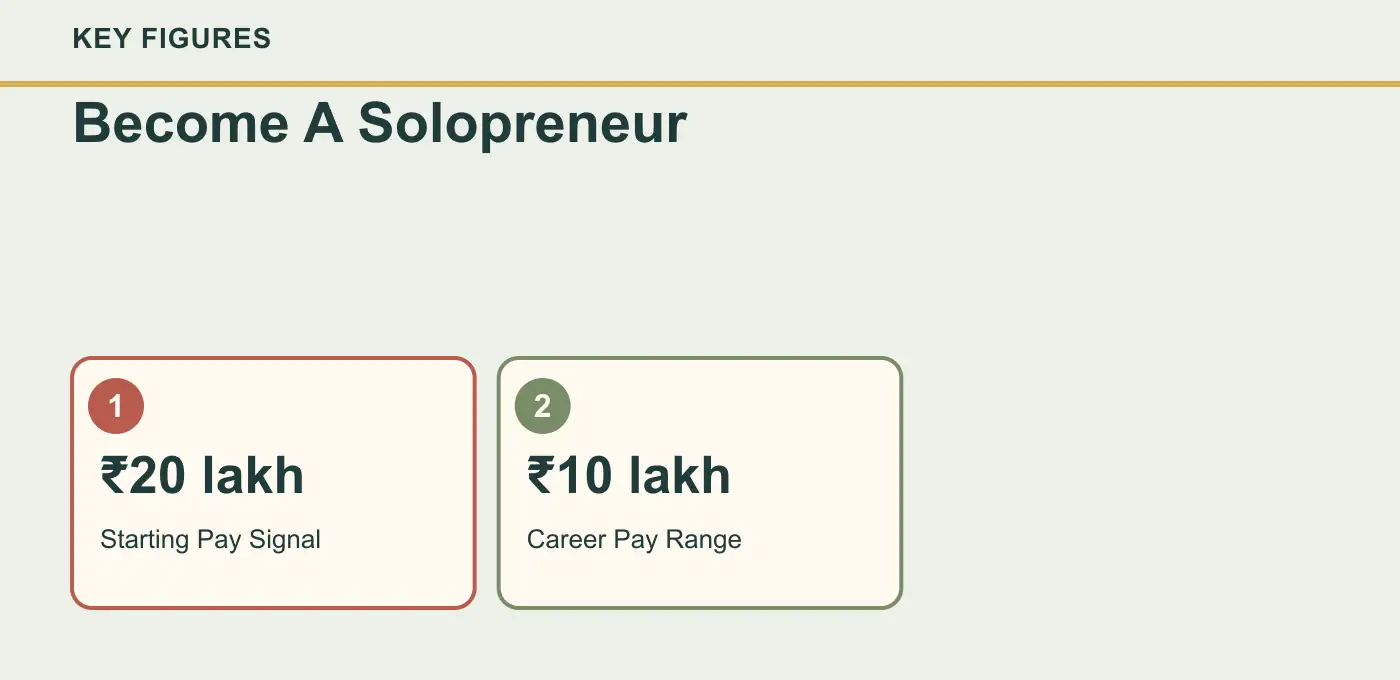 KEY FIGURES
Become A Solopreneur
1
₹20 lakh
Starting Pay Signal
2
₹10 lakh
Career Pay Range